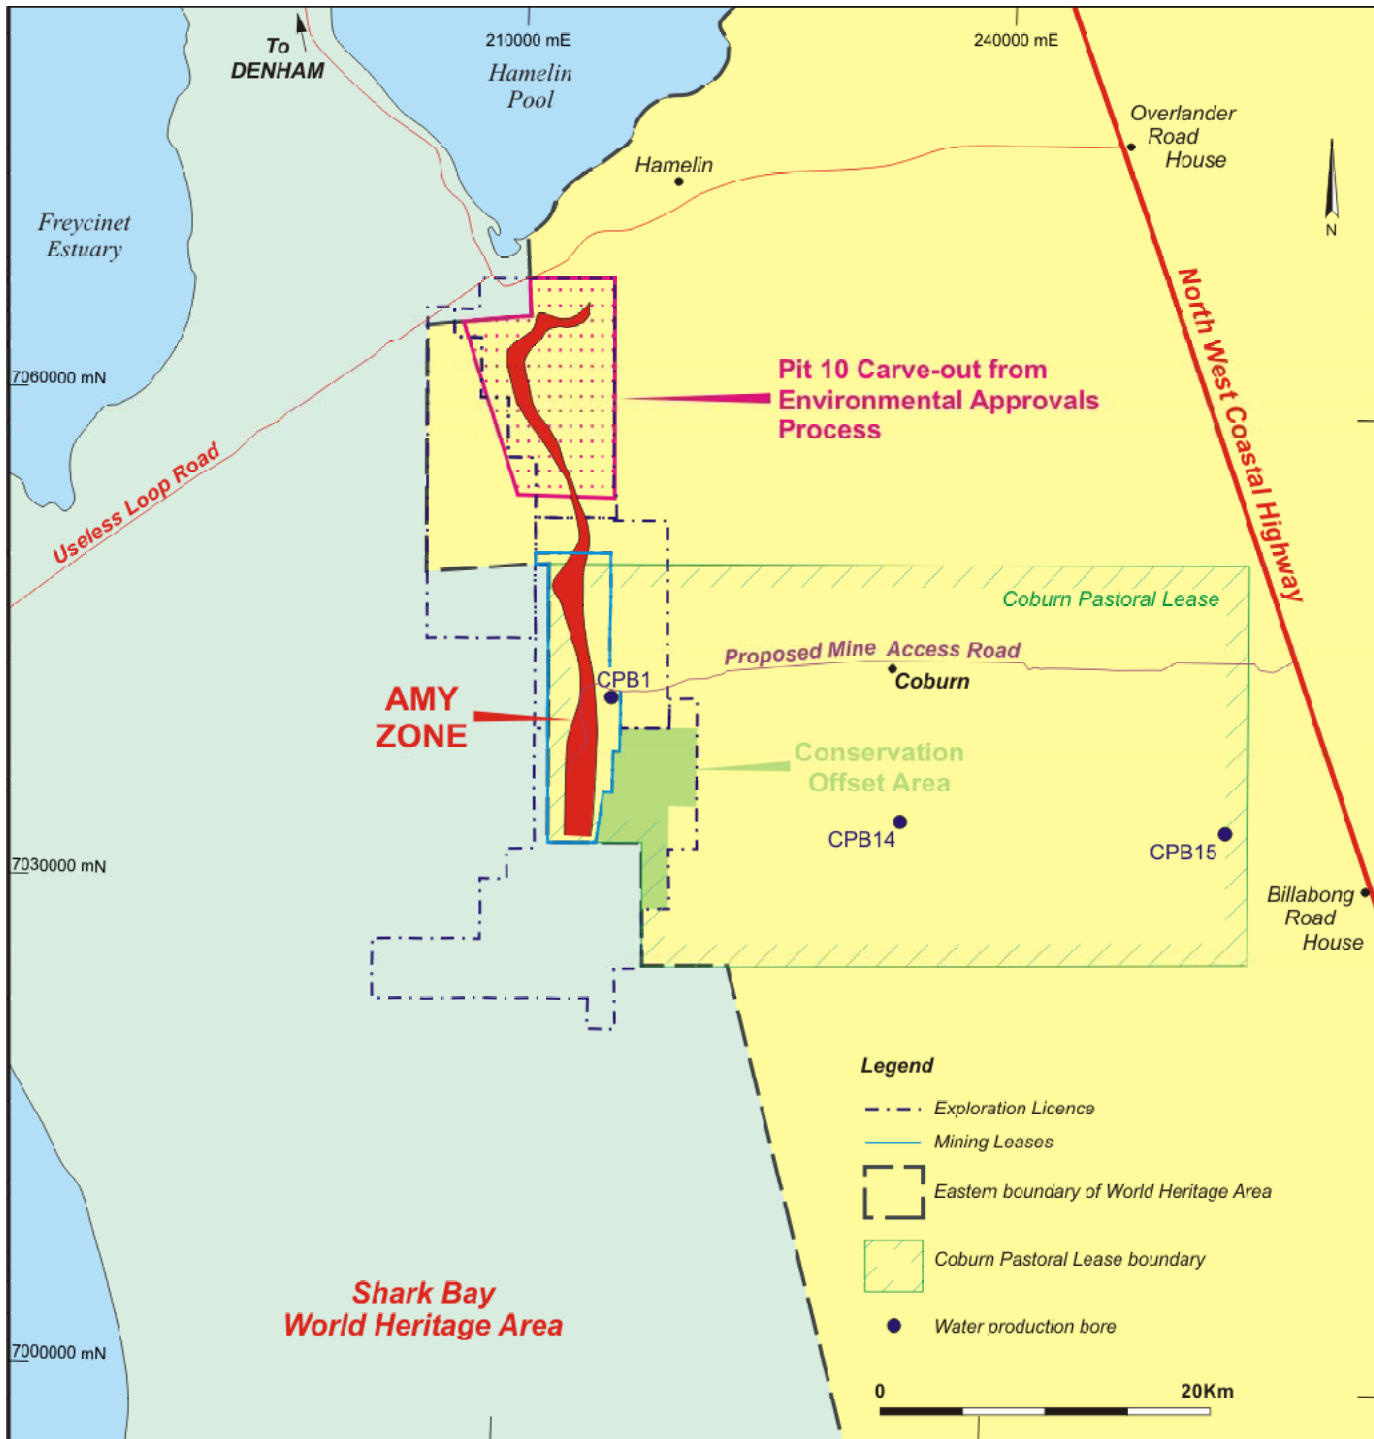 210000 mE
240000 mE
To
DENHAM
Hamelin
Pool
Overlander
Road
House
Hamelin
Freycinet
Estuary
N
North West Coastal Highway
7060000 mN
Pit 10 Carve-out from
Environmental Approvals
Process
Useless Loop Road
Coburn Pastoral Lease
Proposed Mine Access Road
CPB1
Coburn
AMY
ZONE
Conservation
Offset Area
CPB14
CPB15
7030000 mN
Billabong
Road
House
Legend
Exploration Licence
Mining Leases
Eastern boundary of World Heritage Area
Coburn Pastoral Lease boundary
Water production bore
Shark Bay
World Heritage Area
7000000 mN
0 20Km